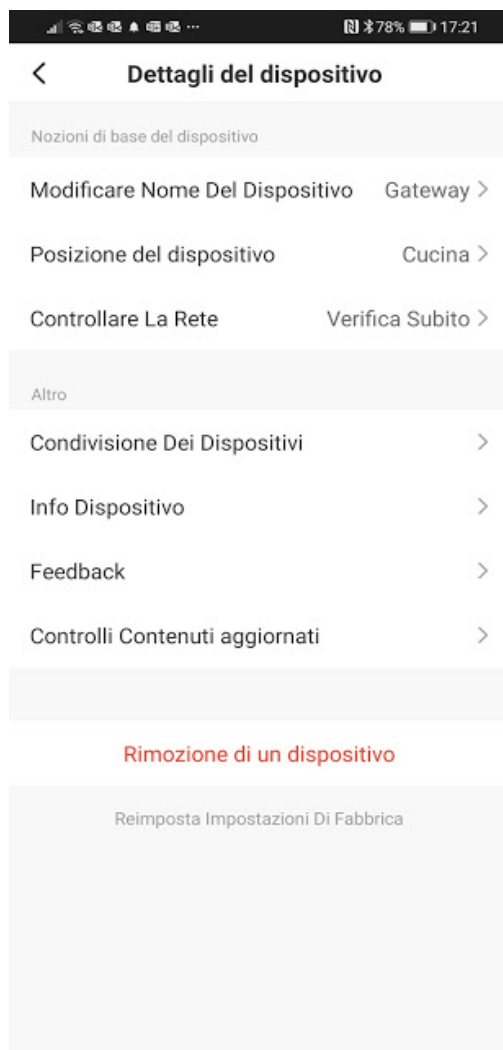 78% 17:21
Dettagli del dispositivo
Nozioni di base del dispositivo
Modificare Nome Del Dispositivo Gateway
Posizione del dispositivo Cucina
Controllare La Rete Verifica Subito
Altro
Condivisione Dei Dispositivi
Info Dispositivo
Feedback
Controlli Contenuti aggiornati
Rimozione di un dispositivo
Reimposta Impostazioni Di Fabbrica